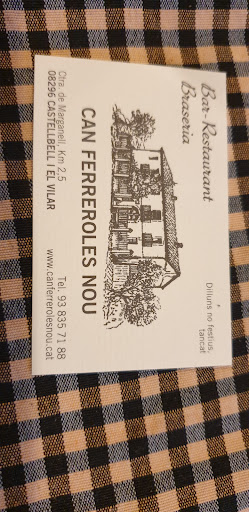 Bar-Restaurant
Braseria
Dilluns no festius,
tancat
CAN FERREROLES NOU
Ctra. de Marganell, Km 2,5
08296 CASTELLBELL I EL VILAR
Tel. 93 835 71 88
www.canferrerolesnou.cat